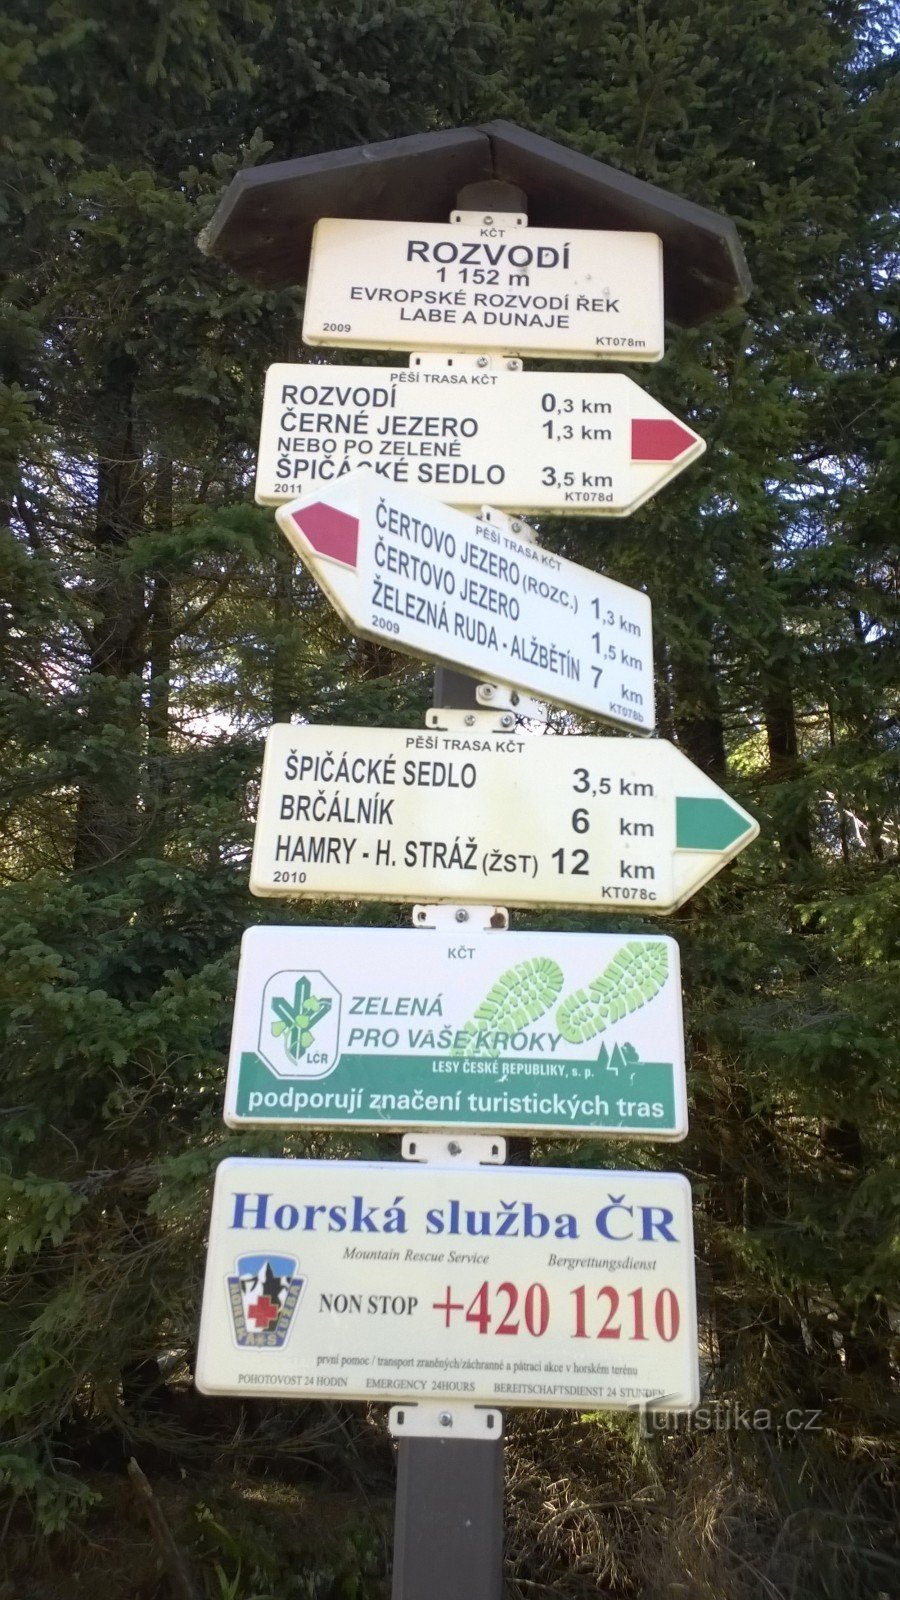 KČT
ROZVODÍ
1 152 m
EVROPSKÉ ROZVODÍ ŘEK
LABE A DUNAJE
2009 KT078m
PĚŠÍ TRASA KČT
ROZVODÍ 0,3 km
ČERNÉ JEZERO 1,3 km
NEBO PO ZELENÉ
ŠPIČÁCKÉ SEDLO 3,5 km
2011 KT078d
PĚŠÍ TRASA KČT
ČERTOVO JEZERO (ROZC.) 1,3 km
ČERTOVO JEZERO 1,5 km
ŽELEZNÁ RUDA - ALŽBĚTÍN 7 km
2009 KT078b
PĚŠÍ TRASA KČT
ŠPIČÁCKÉ SEDLO 3,5 km
BRČÁLNÍK 6 km
HAMRY - H. STRÁŽ (ŽST) 12 km
2010 KT078c
KČT
ZELENÁ
PRO VAŠE KROKY
LČR
LESY ČESKÉ REPUBLIKY, s. p.
podporují značení turistických tras
Horská služba ČR
Mountain Rescue Service Bergrettungsdienst
HORSKÁ SLUŽBA
NON STOP +420 1210
první pomoc / transport zraněných/záchranné a pátrací akce v horském terénu
POHOTOVOST 24 HODIN EMERGENCY 24HOURS BEREITSCHAFTSDIENST 24 STUNDEN
Turistika.cz